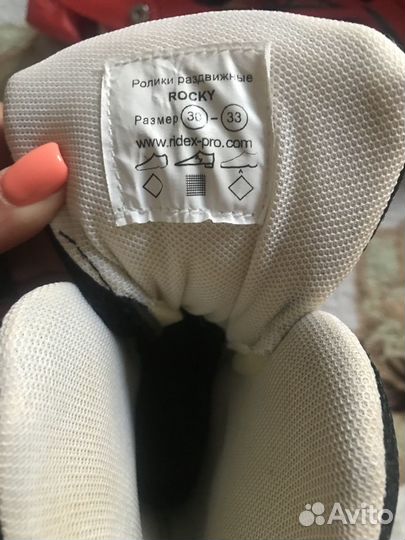 Ролики раздвижные
ROCKY
Размер 30 - 33
www.ridex-pro.com
Avito